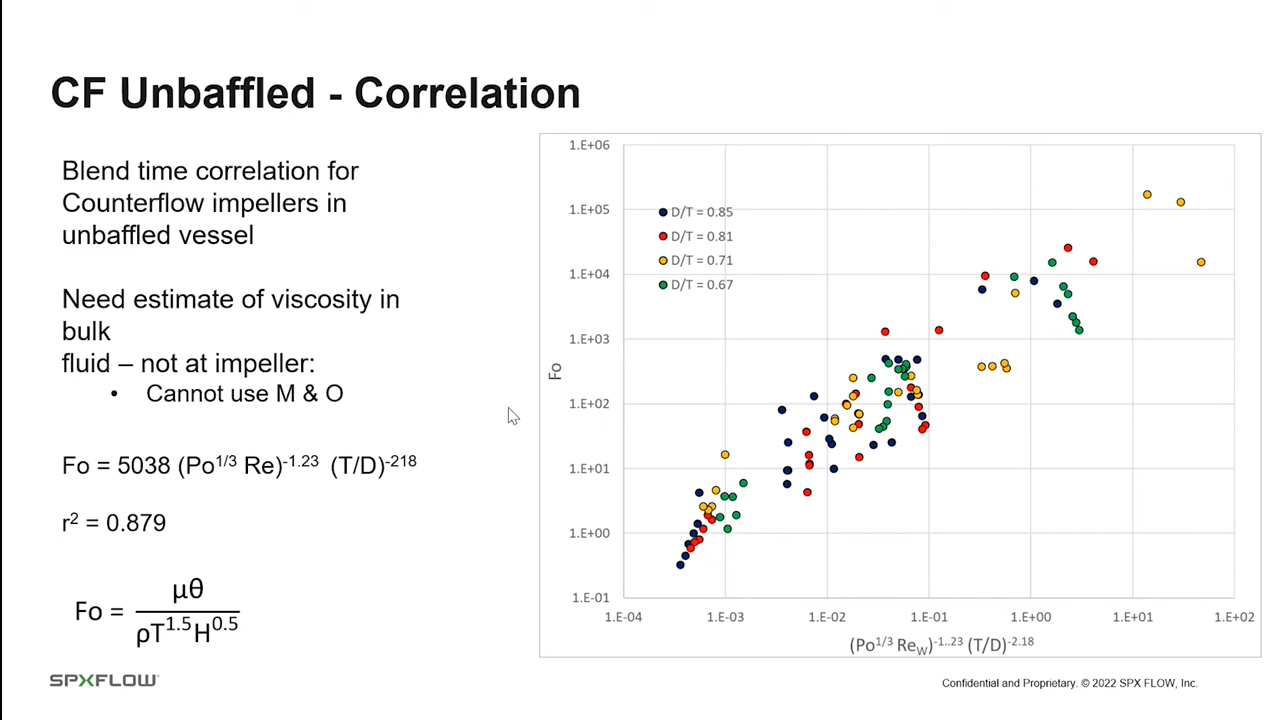 CF Unbaffled - Correlation
Blend time correlation for
Counterflow impellers in
unbaffled vessel
Need estimate of viscosity in
bulk
fluid – not at impeller:
• Cannot use M & O
Fo = 5038 (Po^1/3 Re)^-1.23 (T/D)^-218
r² = 0.879
Fo = μθ
ρT^1.5H^0.5
SPXFLOW
1.E+06
1.E+05
1.E+04
1.E+03
1.E+02
1.E+01
1.E+00
1.E-01
Fo
D/T = 0.85
D/T = 0.81
D/T = 0.71
D/T = 0.67
1.E-04 1.E-03 1.E-02 1.E-01 1.E+00 1.E+01 1.E+02
(Po^1/3 Re_W)^-1..23 (T/D)^-2.18
Confidential and Proprietary. © 2022 SPX FLOW, Inc.